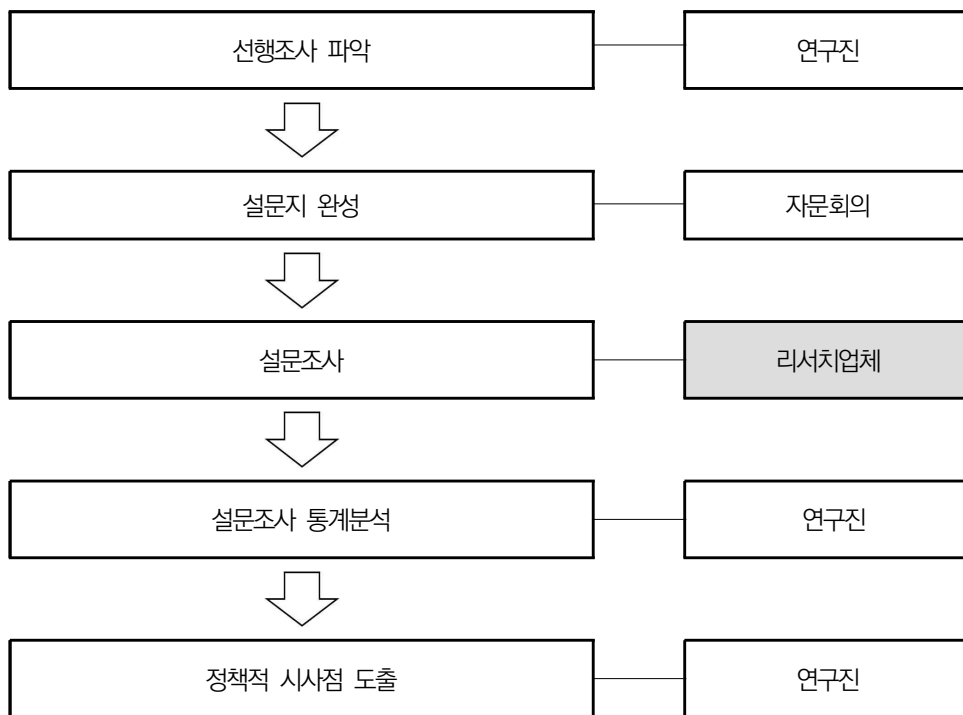 선행조사 파악
연구진
설문지 완성
자문회의
설문조사
리서치업체
설문조사 통계분석
연구진
정책적 시사점 도출
연구진